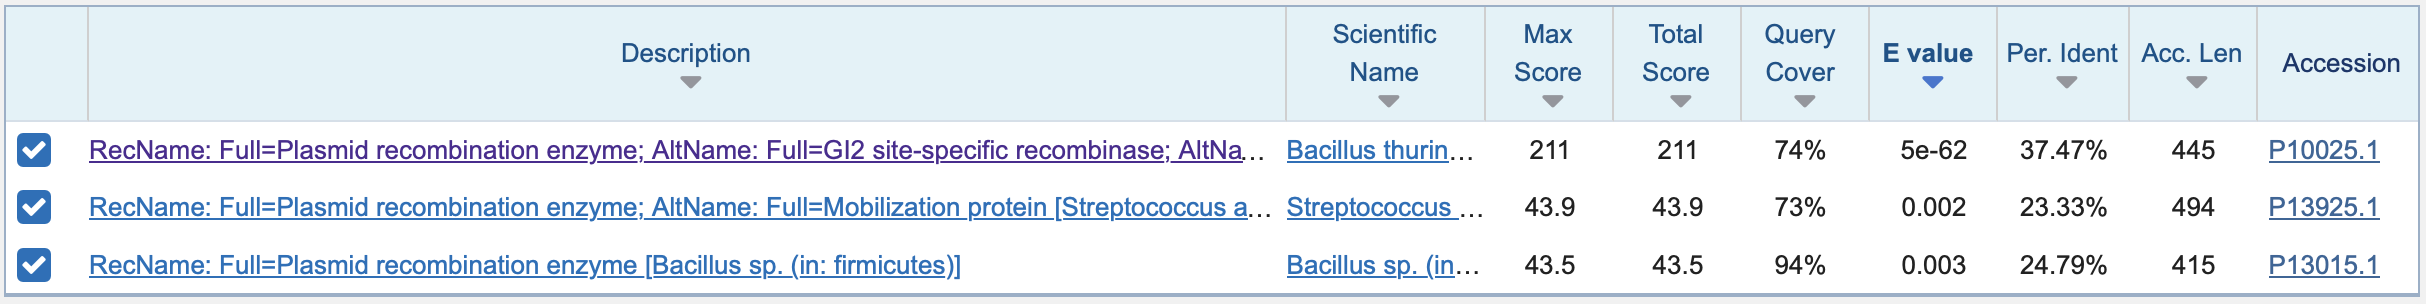 Description Scientific Name Max Score Total Score Query Cover E value Per. Ident Acc. Len Accession
RecName: Full=Plasmid recombination enzyme; AltName: Full=GI2 site-specific recombinase; AltNa... Bacillus thurin... 211 211 74% 5e-62 37.47% 445 P10025.1
RecName: Full=Plasmid recombination enzyme; AltName: Full=Mobilization protein [Streptococcus a... Streptococcus ... 43.9 43.9 73% 0.002 23.33% 494 P13925.1
RecName: Full=Plasmid recombination enzyme [Bacillus sp. (in: firmicutes)] Bacillus sp. (in... 43.5 43.5 94% 0.003 24.79% 415 P13015.1